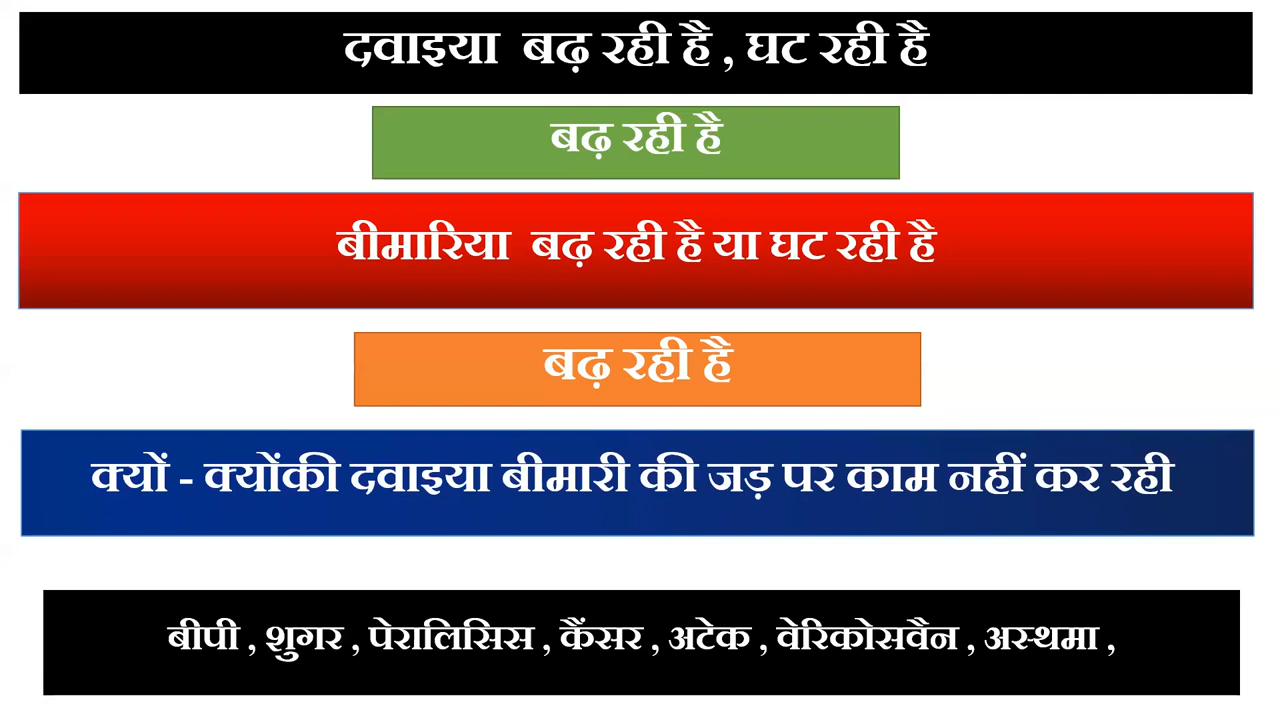 दवाइया बढ़ रही है , घट रही है
बढ़ रही है
बीमारिया बढ़ रही है या घट रही है
बढ़ रही है
क्यों - क्योंकी दवाइया बीमारी की जड़ पर काम नहीं कर रही
बीपी , शुगर , पेरालिसिस , कैंसर , अटेक , वेरिकोसवैन , अस्थमा ,